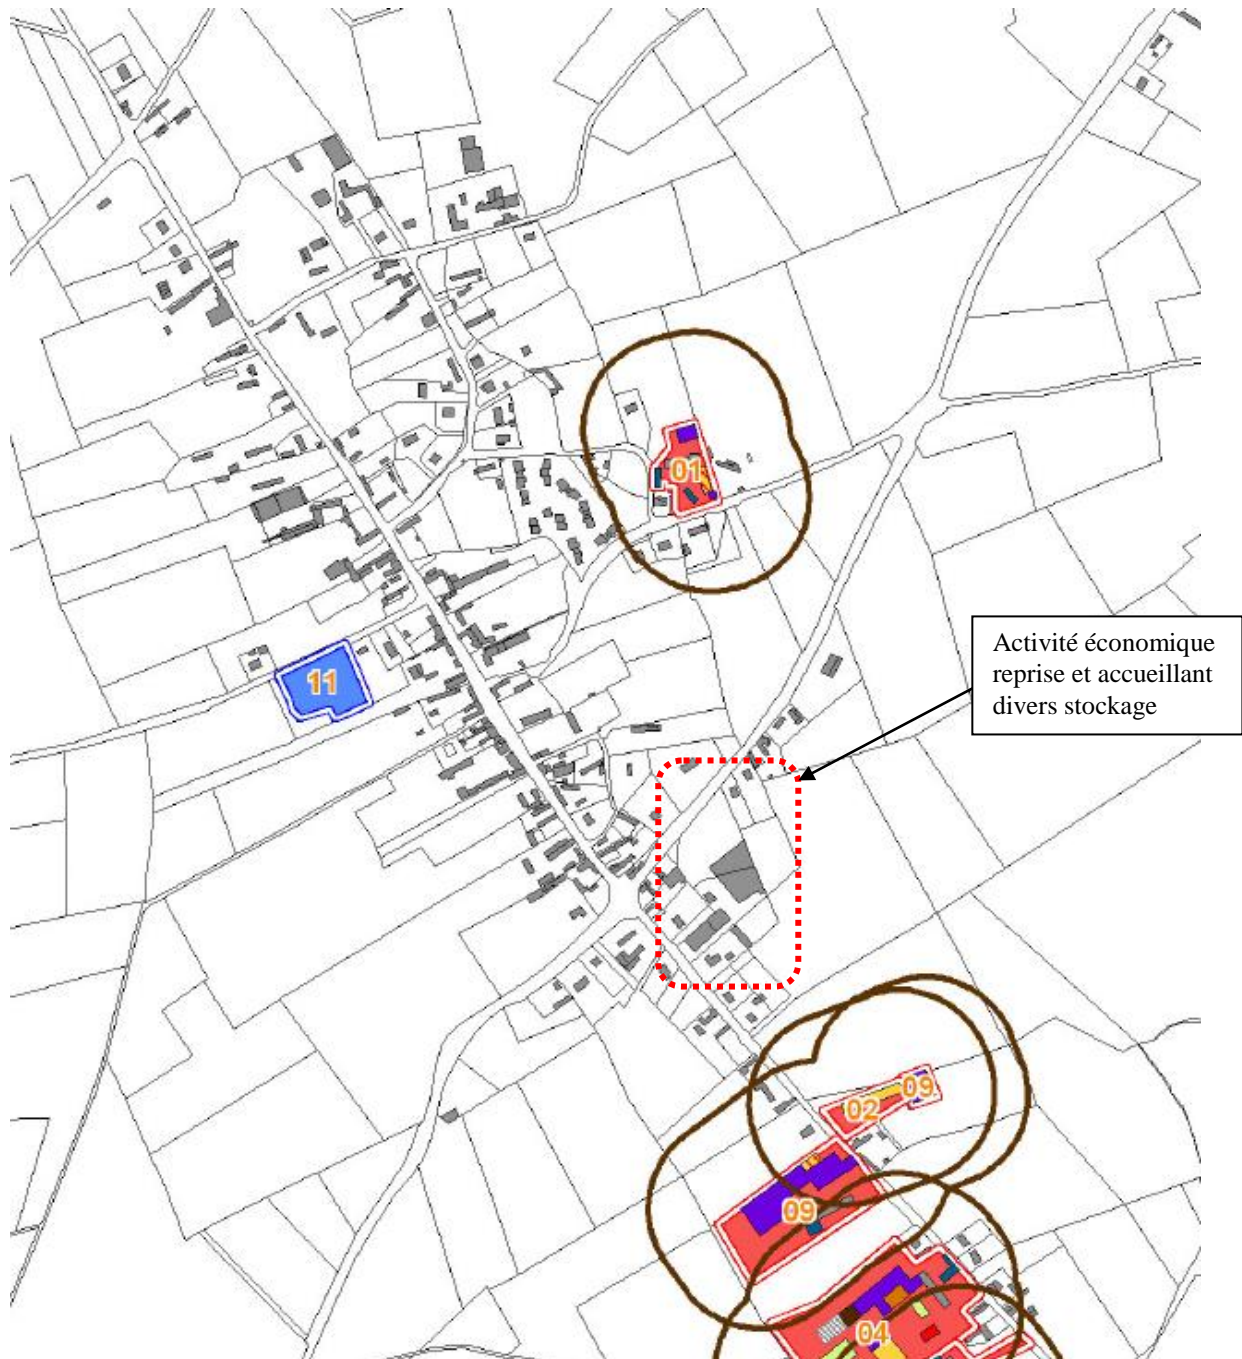 01
11
Activité économique
reprise et accueillant
divers stockage
09
02
09
04